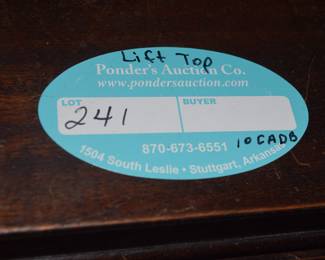 Lift Top
Ponder's Auction Co.
www.pondersauction.com
LOT BUYER
241
870-673-6551
10CADB
1504 South Leslie • Stuttgart, Arkansas